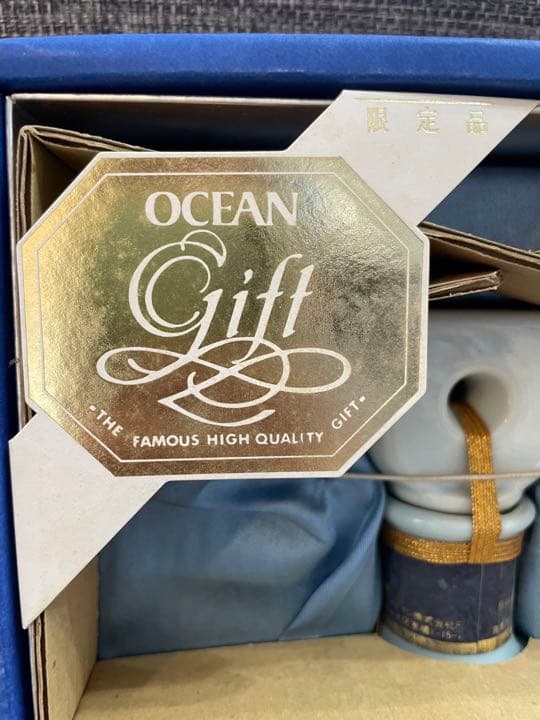 限定品
OCEAN
Gift
・THE FAMOUS HIGH QUALITY GIFT・